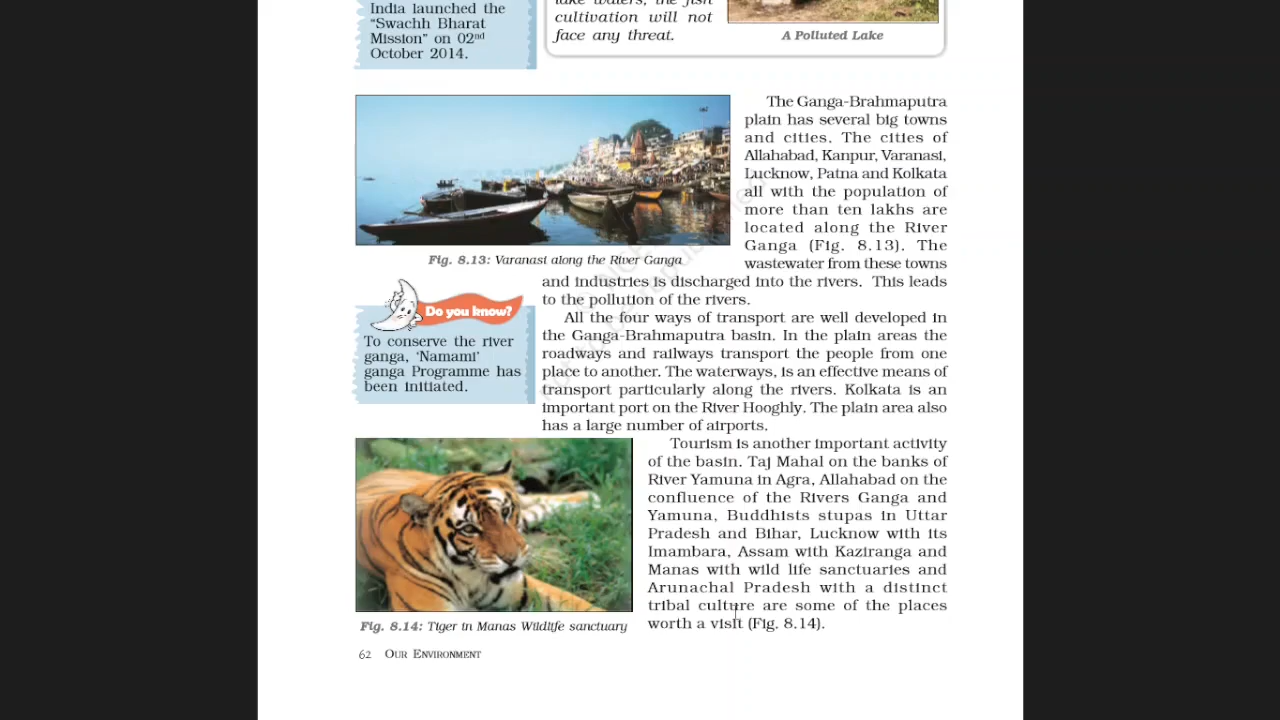 India launched the
"Swachh Bharat
Mission" on 02nd
October 2014.
lake waters, the fish
cultivation will not
face any threat.
A Polluted Lake
Fig. 8.13: Varanasi along the River Ganga
The Ganga-Brahmaputra
plain has several big towns
and cities. The cities of
Allahabad, Kanpur, Varanasi,
Lucknow, Patna and Kolkata
all with the population of
more than ten lakhs are
located along the River
Ganga (Fig. 8.13). The
wastewater from these towns
and industries is discharged into the rivers. This leads
to the pollution of the rivers.
Do you know?
To conserve the river
ganga, 'Namami'
ganga Programme has
been initiated.
All the four ways of transport are well developed in
the Ganga-Brahmaputra basin. In the plain areas the
roadways and railways transport the people from one
place to another. The waterways, is an effective means of
transport particularly along the rivers. Kolkata is an
important port on the River Hooghly. The plain area also
has a large number of airports.
Tourism is another important activity
of the basin. Taj Mahal on the banks of
River Yamuna in Agra, Allahabad on the
confluence of the Rivers Ganga and
Yamuna, Buddhists stupas in Uttar
Pradesh and Bihar, Lucknow with its
Imambara, Assam with Kaziranga and
Manas with wild life sanctuaries and
Arunachal Pradesh with a distinct
tribal culture are some of the places
worth a visit (Fig. 8.14).
Fig. 8.14: Tiger in Manas Wildlife sanctuary
62 OUR ENVIRONMENT